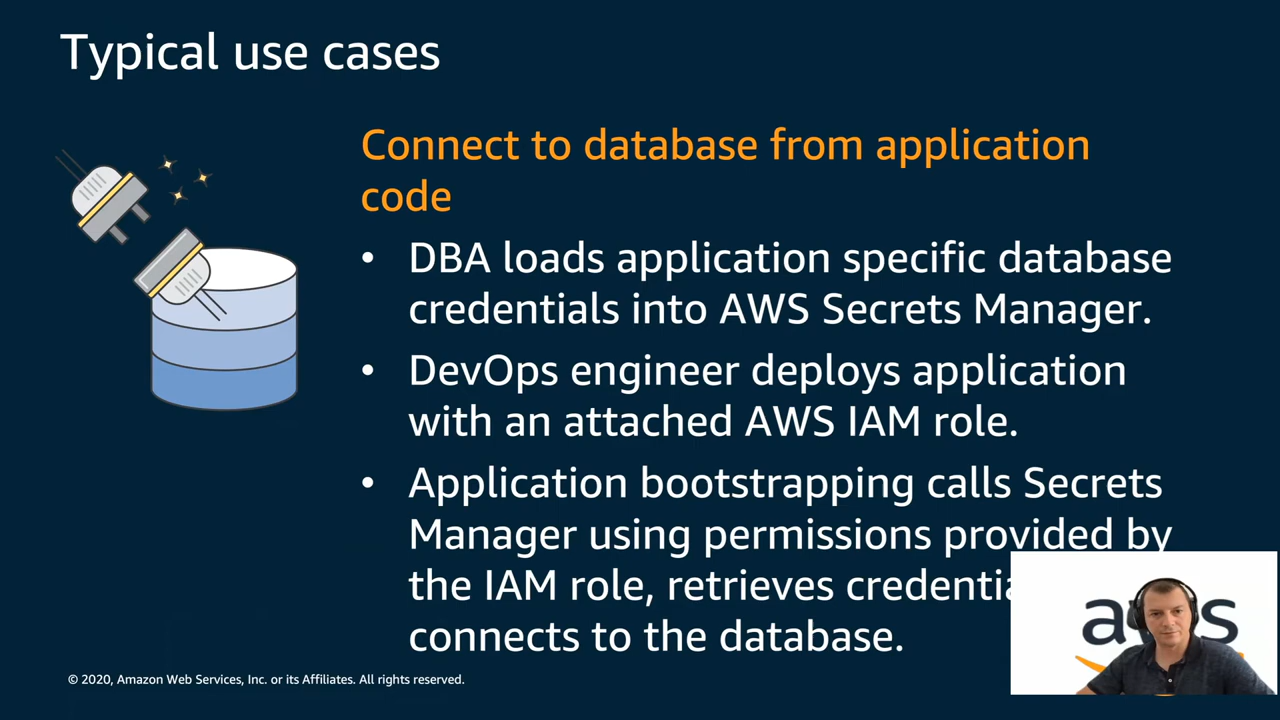 Typical use cases
Connect to database from application
code
• DBA loads application specific database
credentials into AWS Secrets Manager.
• DevOps engineer deploys application
with an attached AWS IAM role.
• Application bootstrapping calls Secrets
Manager using permissions provided by
the IAM role, retrieves
connects to the database.
aws
© 2020, Amazon Web Services, Inc. or its Affiliates. All rights reserved.